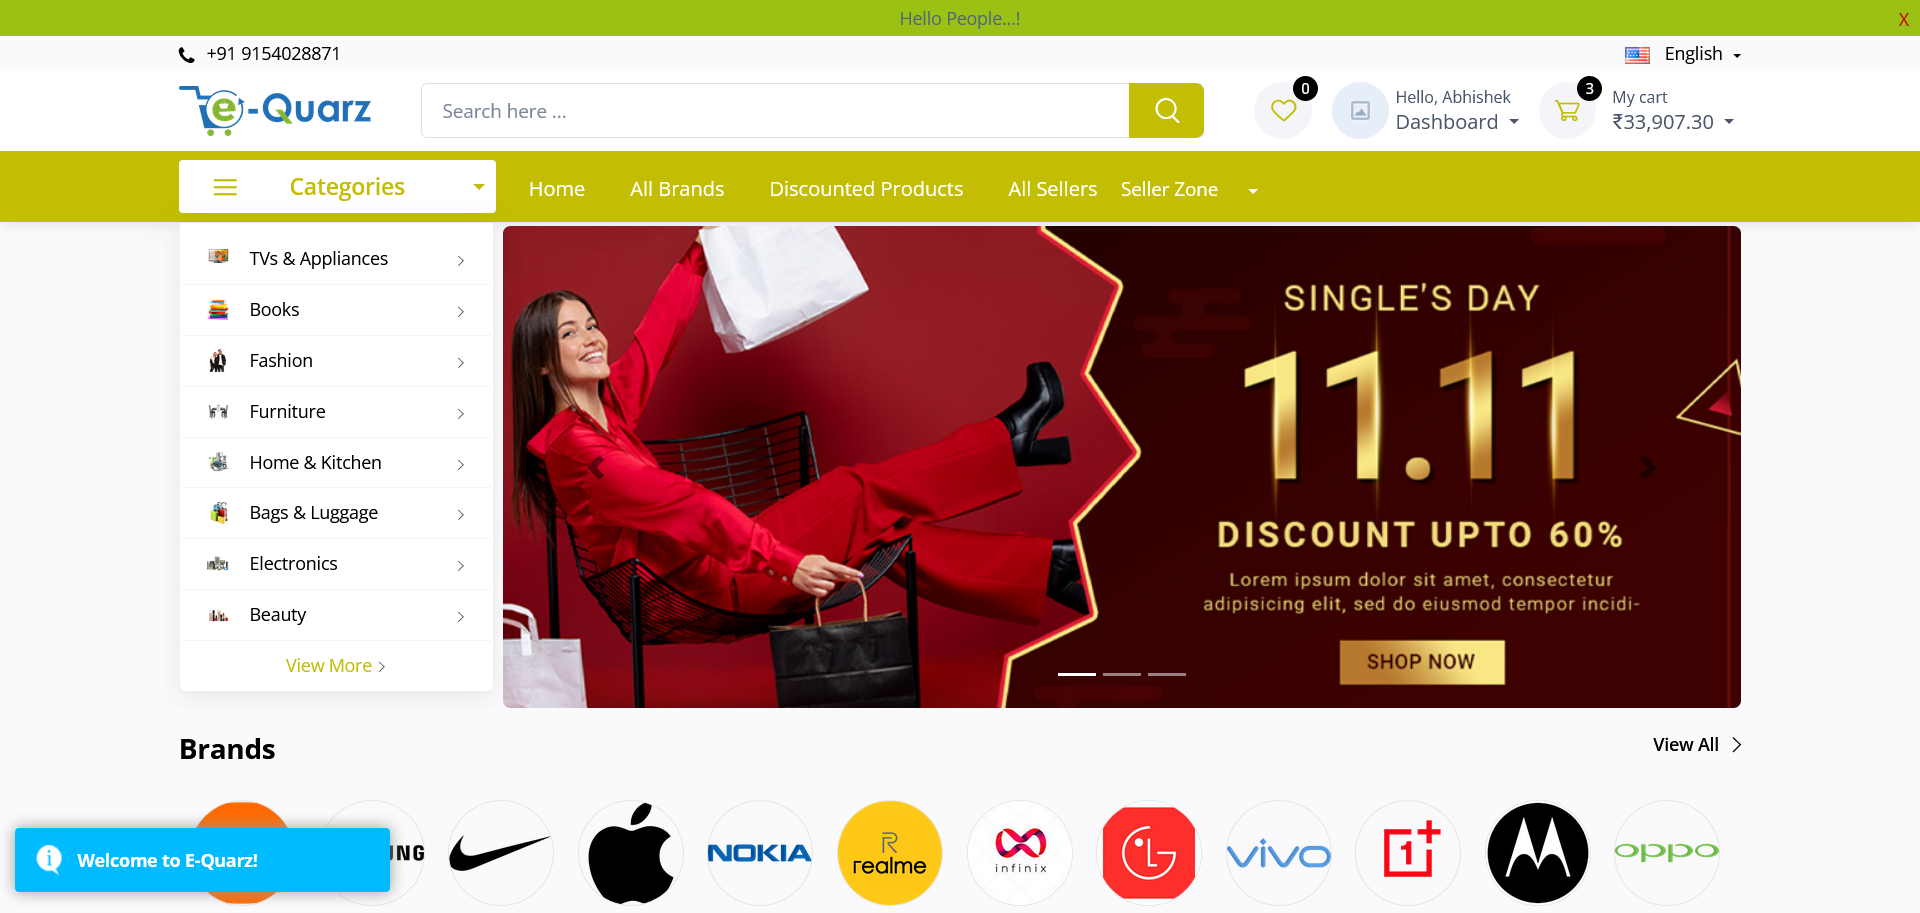 Hello People...!
X
+91 9154028871
English
e-Quarz
Search here ...
0
Hello, Abhishek
Dashboard
3
My cart
₹33,907.30
Categories
Home
All Brands
Discounted Products
All Sellers
Seller Zone
TVs & Appliances
Books
Fashion
Furniture
Home & Kitchen
Bags & Luggage
Electronics
Beauty
View More
SINGLE'S DAY
11.11
DISCOUNT UPTO 60%
Lorem ipsum dolor sit amet, consectetur
adipisicing elit, sed do eiusmod tempor incidi-
SHOP NOW
Brands
View All
UNG
NOKIA
R
realme
infinix
LG
vivo
1
oppo
Welcome to E-Quarz!